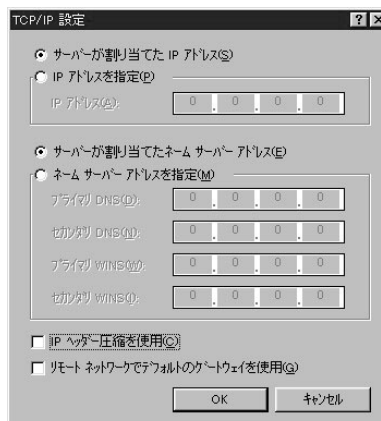 TCP/IP 設定
サーバーが割り当てた IP アドレス(S)
IP アドレスを指定(P)
IP アドレス(A):
0 . 0 . 0 . 0
サーバーが割り当てたネーム サーバー アドレス(E)
ネーム サーバー アドレスを指定(M)
プライマリ DNS(D):
0 . 0 . 0 . 0
セカンダリ DNS(N):
0 . 0 . 0 . 0
プライマリ WINS(W):
0 . 0 . 0 . 0
セカンダリ WINS(I):
0 . 0 . 0 . 0
IP ヘッダー圧縮を使用(C)
リモート ネットワークでデフォルトのゲートウェイを使用(G)
OK キャンセル